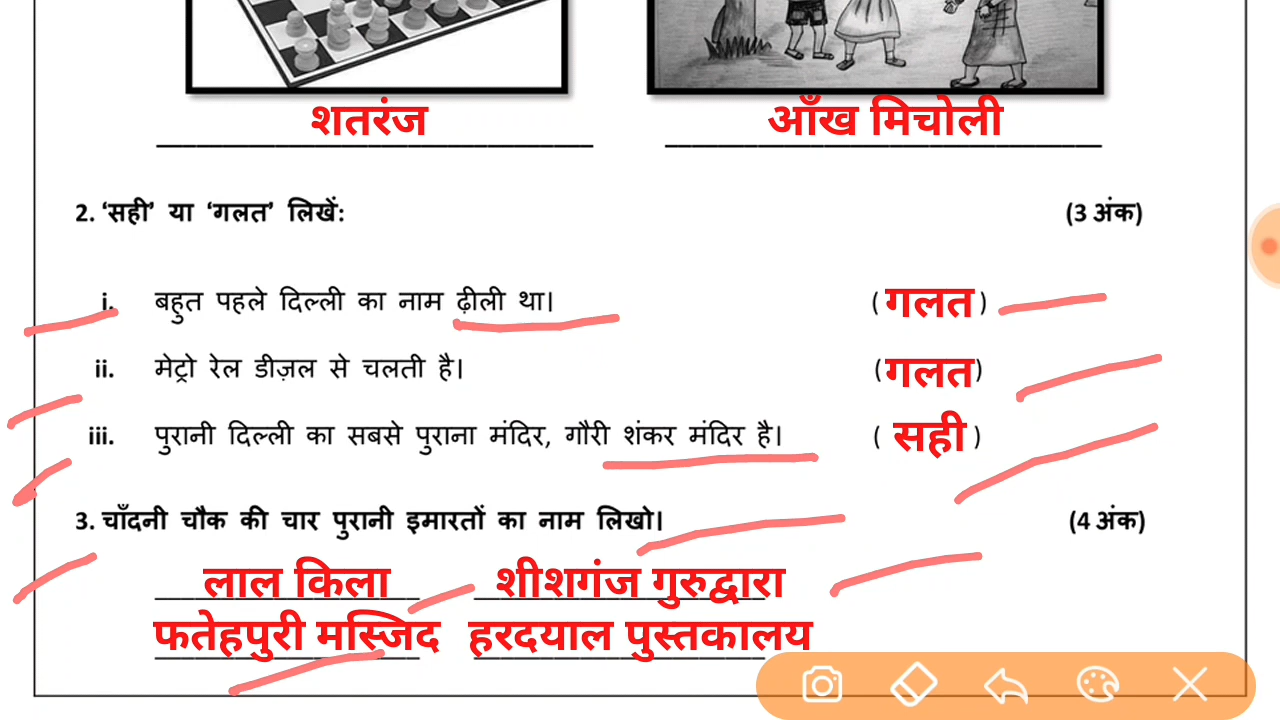 शतरंज आँख मिचोली
2. ‘सही’ या ‘गलत’ लिखें: (3 अंक)
i. बहुत पहले दिल्ली का नाम ढ़ीली था। ( गलत )
ii. मेट्रो रेल डीज़ल से चलती है। (गलत)
iii. पुरानी दिल्ली का सबसे पुराना मंदिर, गौरी शंकर मंदिर है। ( सही )
3. चाँदनी चौक की चार पुरानी इमारतों का नाम लिखो। (4 अंक)
लाल किला शीशगंज गुरुद्वारा
फतेहपुरी मस्जिद हरदयाल पुस्तकालय